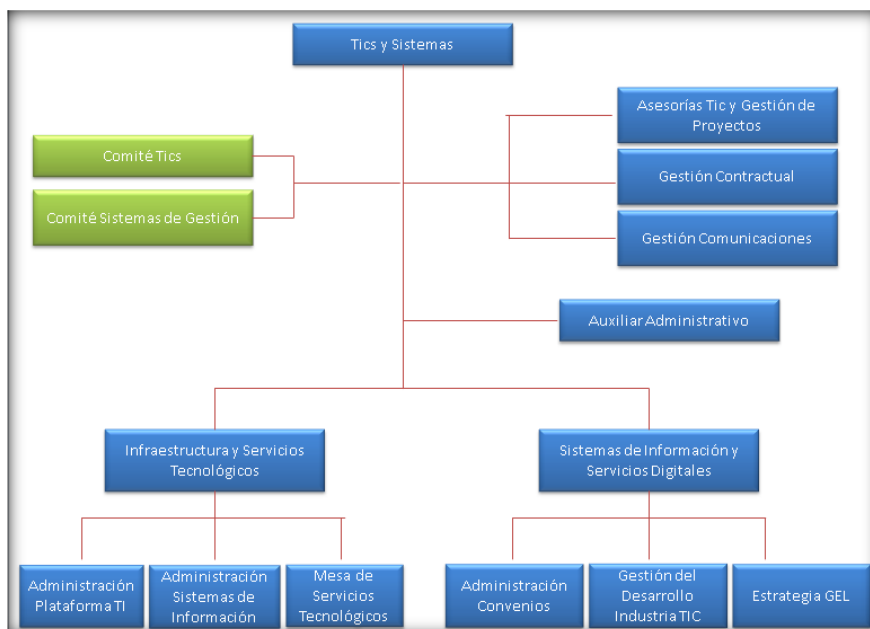 Tics y Sistemas
Asesorías Tic y Gestión de
Proyectos
Comité Tics
Gestión Contractual
Comité Sistemas de Gestión
Gestión Comunicaciones
Auxiliar Administrativo
Infraestructura y Servicios
Tecnológicos
Sistemas de Información y
Servicios Digitales
Administración
Plataforma TI
Administración
Sistemas de
Información
Mesa de
Servicios
Tecnológicos
Administración
Convenios
Gestión del
Desarrollo
Industria TIC
Estrategia GEL